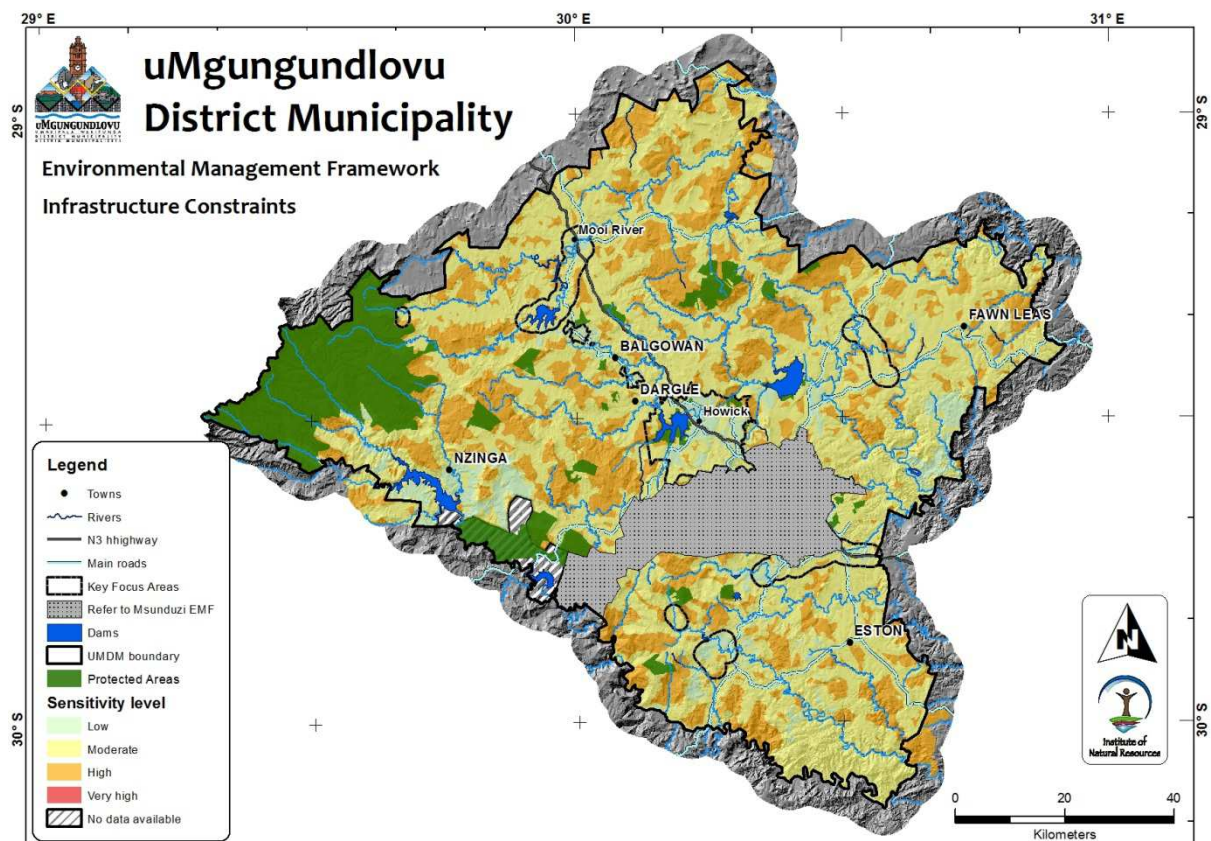 29° E
30° E
31° E
uMgungundlovu
District Municipality
uMGUNGUNDLOVU
Environmental Management Framework
Infrastructure Constraints
29° S
29° S
Mooi River
FAWN LEAS
BALGOWAN
DARGLE
Howick
NZINGA
ESTON
Legend
Towns
Rivers
N3 hhighway
Main roads
Key Focus Areas
Refer to Msunduzi EMF
Dams
UMDM boundary
Protected Areas
Sensitivity level
Low
Moderate
High
Very high
No data available
30° S
30° S
N
Institute of
Natural Resources
0 20 40
Kilometers